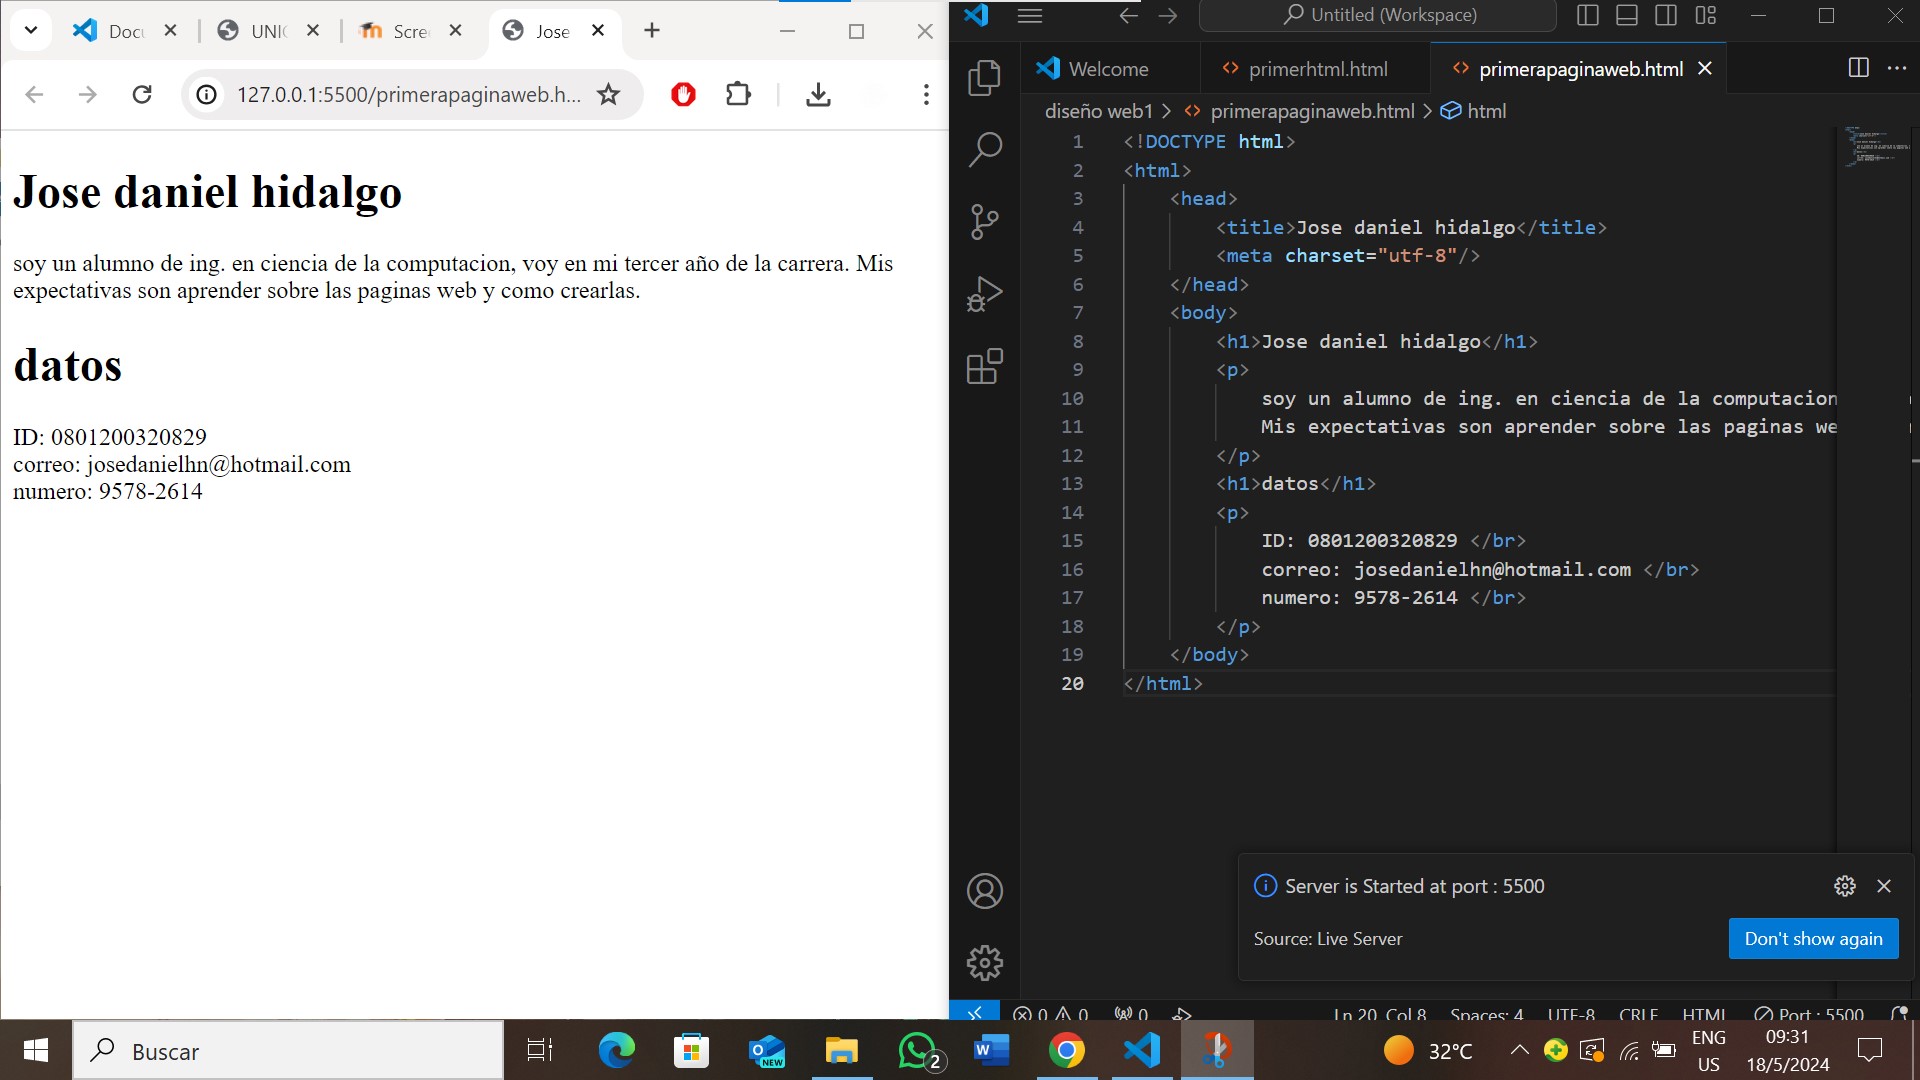 Docu
UNIC
Scree
Jose
127.0.0.1:5500/primerapaginaweb.h...
Jose daniel hidalgo
soy un alumno de ing. en ciencia de la computacion, voy en mi tercer año de la carrera. Mis
expectativas son aprender sobre las paginas web y como crearlas.
datos
ID: 0801200320829
correo: josedanielhn@hotmail.com
numero: 9578-2614
Untitled (Workspace)
Welcome
primerhtml.html
primerapaginaweb.html
diseño web1 > primerapaginaweb.html > html
1 <!DOCTYPE html>
2 <html>
3 <head>
4 <title>Jose daniel hidalgo</title>
5 <meta charset="utf-8"/>
6 </head>
7 <body>
8 <h1>Jose daniel hidalgo</h1>
9 <p>
10 soy un alumno de ing. en ciencia de la computacion
11 Mis expectativas son aprender sobre las paginas we
12 </p>
13 <h1>datos</h1>
14 <p>
15 ID: 0801200320829 </br>
16 correo: josedanielhn@hotmail.com </br>
17 numero: 9578-2614 </br>
18 </p>
19 </body>
20 </html>
Server is Started at port : 5500
Source: Live Server
Don't show again
0 0 0
Ln 20, Col 8 Spaces: 4 UTF-8 CRLF HTML Port : 5500
Buscar
NEW
2
32°C
ENG
US
09:31
18/5/2024